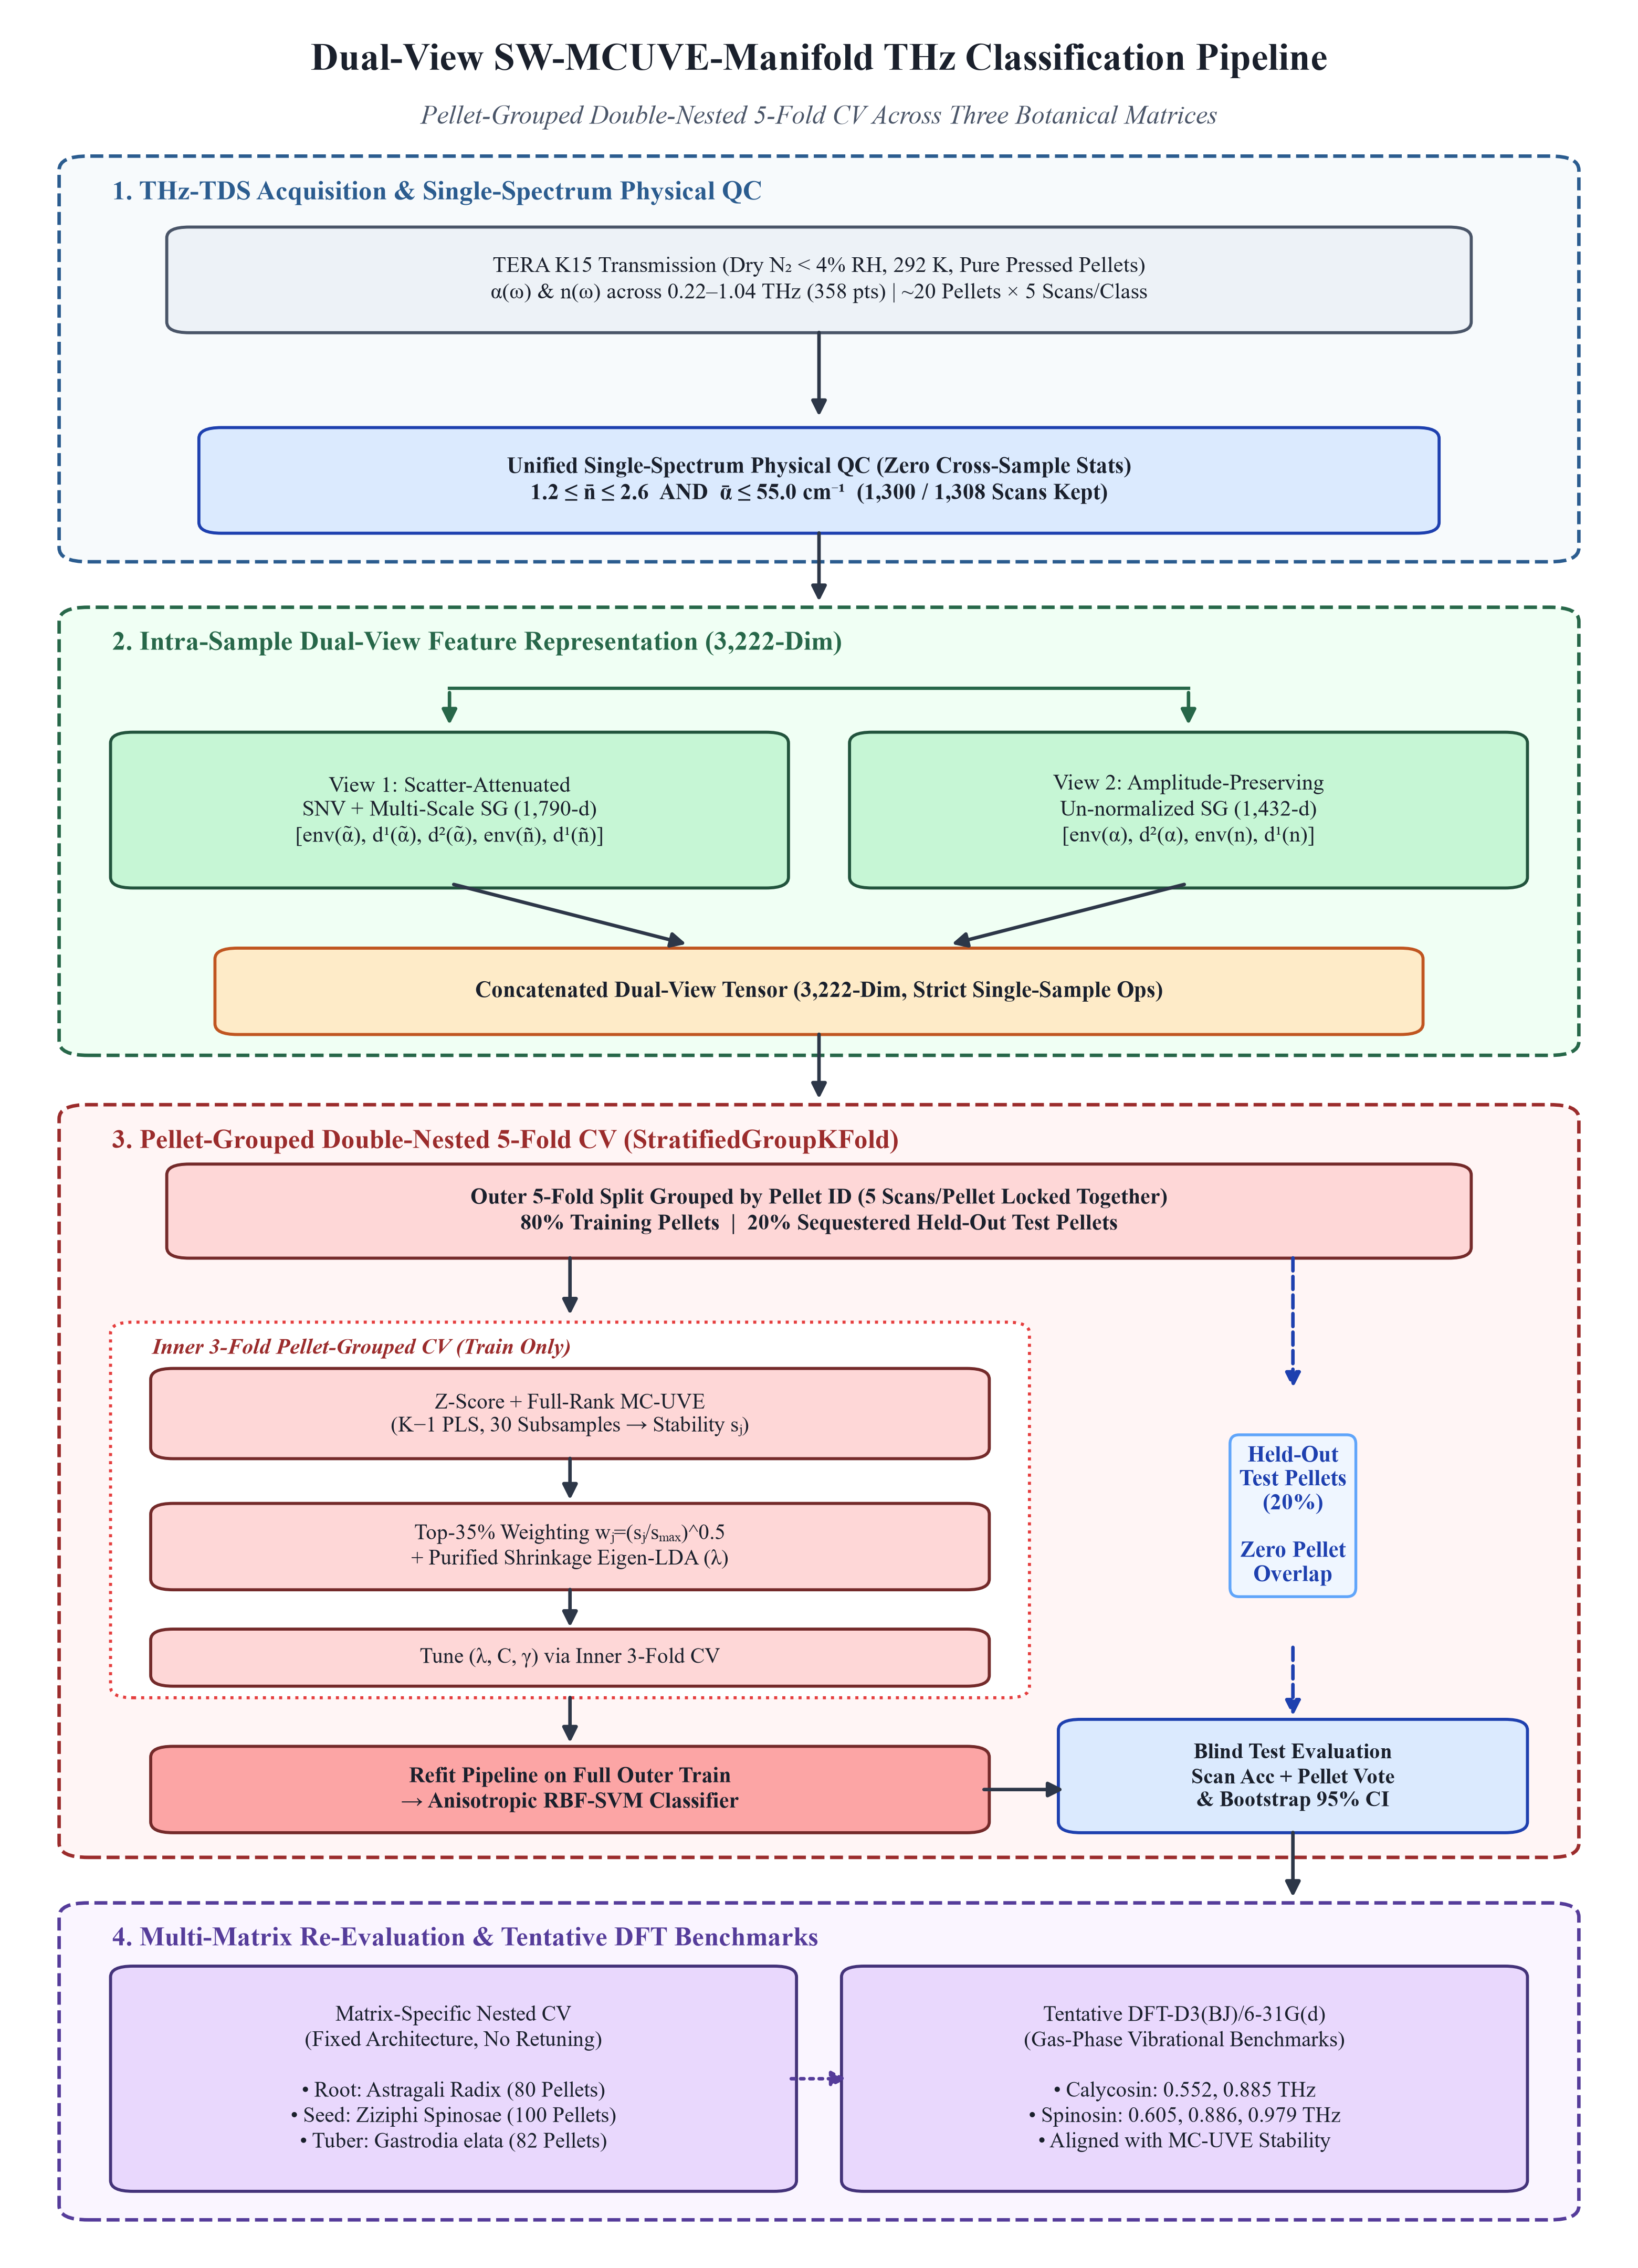 Dual-View SW-MCUVE-Manifold THz Classification Pipeline
Pellet-Grouped Double-Nested 5-Fold CV Across Three Botanical Matrices
1. THz-TDS Acquisition & Single-Spectrum Physical QC
TERA K15 Transmission (Dry N₂ < 4% RH, 292 K, Pure Pressed Pellets)
α(ω) & n(ω) across 0.22–1.04 THz (358 pts) | ~20 Pellets × 5 Scans/Class
Unified Single-Spectrum Physical QC (Zero Cross-Sample Stats)
1.2 ≤ n̄ ≤ 2.6 AND ᾱ ≤ 55.0 cm⁻¹ (1,300 / 1,308 Scans Kept)
2. Intra-Sample Dual-View Feature Representation (3,222-Dim)
View 1: Scatter-Attenuated
SNV + Multi-Scale SG (1,790-d)
[env(α̃), d¹(α̃), d²(α̃), env(ñ), d¹(ñ)]
View 2: Amplitude-Preserving
Un-normalized SG (1,432-d)
[env(α), d²(α), env(n), d¹(n)]
Concatenated Dual-View Tensor (3,222-Dim, Strict Single-Sample Ops)
3. Pellet-Grouped Double-Nested 5-Fold CV (StratifiedGroupKFold)
Outer 5-Fold Split Grouped by Pellet ID (5 Scans/Pellet Locked Together)
80% Training Pellets | 20% Sequestered Held-Out Test Pellets
Inner 3-Fold Pellet-Grouped CV (Train Only)
Z-Score + Full-Rank MC-UVE
(K−1 PLS, 30 Subsamples → Stability sⱼ)
Top-35% Weighting wⱼ=(sⱼ/sₘₐₓ)^0.5
+ Purified Shrinkage Eigen-LDA (λ)
Tune (λ, C, γ) via Inner 3-Fold CV
Refit Pipeline on Full Outer Train
→ Anisotropic RBF-SVM Classifier
Held-Out
Test Pellets
(20%)
Zero Pellet
Overlap
Blind Test Evaluation
Scan Acc + Pellet Vote
& Bootstrap 95% CI
4. Multi-Matrix Re-Evaluation & Tentative DFT Benchmarks
Matrix-Specific Nested CV
(Fixed Architecture, No Retuning)
• Root: Astragali Radix (80 Pellets)
• Seed: Ziziphi Spinosae (100 Pellets)
• Tuber: Gastrodia elata (82 Pellets)
Tentative DFT-D3(BJ)/6-31G(d)
(Gas-Phase Vibrational Benchmarks)
• Calycosin: 0.552, 0.885 THz
• Spinosin: 0.605, 0.886, 0.979 THz
• Aligned with MC-UVE Stability